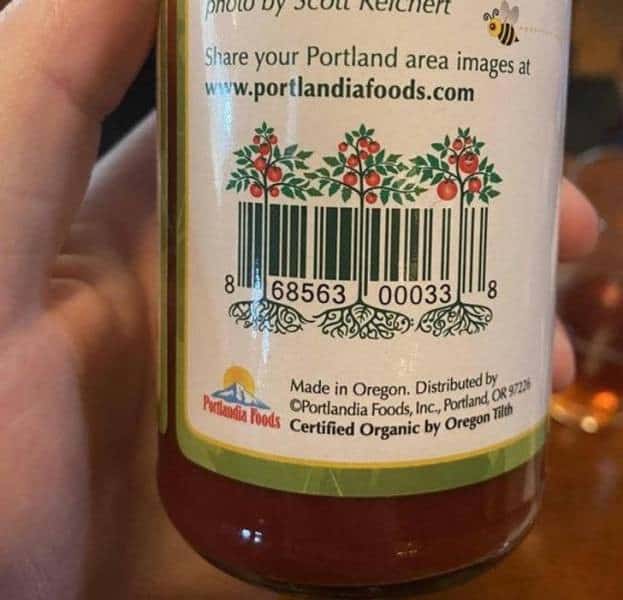 photo by Scott Reichert
Share your Portland area images at
www.portlandiafoods.com
8 68563 00033 8
Portlandia Foods
Made in Oregon. Distributed by
©Portlandia Foods, Inc., Portland, OR 97226
Certified Organic by Oregon Tilth